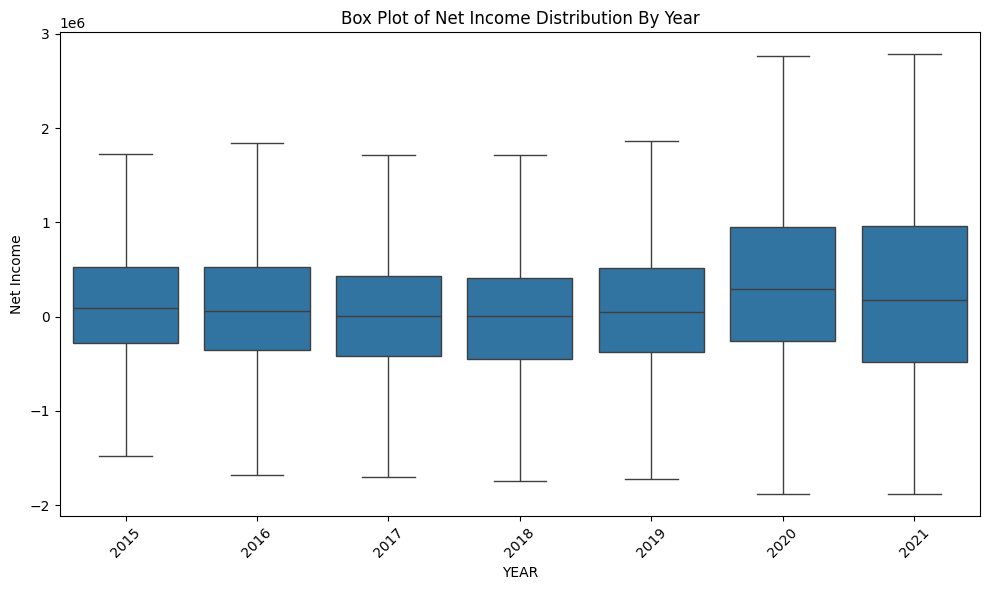 Box Plot of Net Income Distribution By Year
1e6
3
2
1
0
−1
−2
Net Income
2015 2016 2017 2018 2019 2020 2021
YEAR